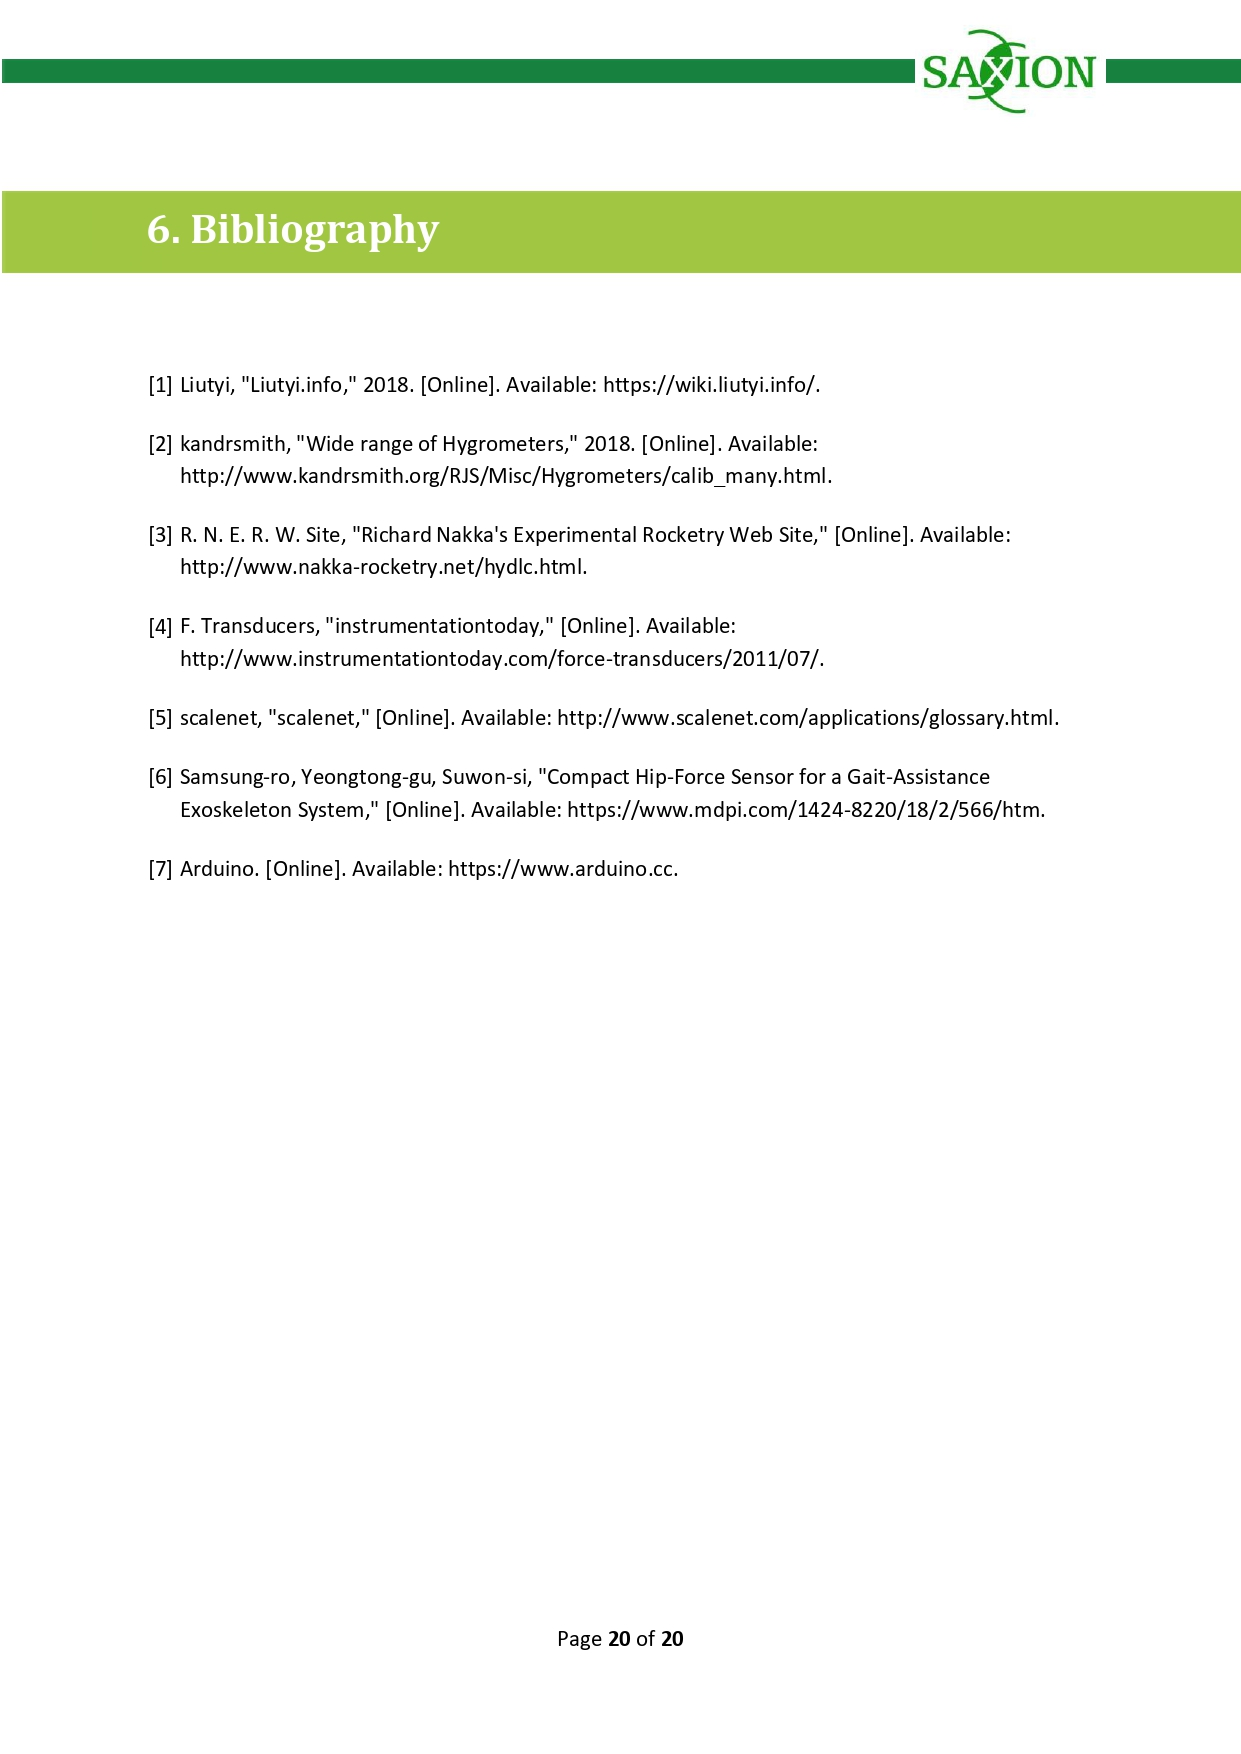 SAXION
6. Bibliography
[1] Liutyi, "Liutyi.info," 2018. [Online]. Available: https://wiki.liutyi.info/.
[2] kandrsmith, "Wide range of Hygrometers," 2018. [Online]. Available:
http://www.kandrsmith.org/RJS/Misc/Hygrometers/calib_many.html.
[3] R. N. E. R. W. Site, "Richard Nakka's Experimental Rocketry Web Site," [Online]. Available:
http://www.nakka-rocketry.net/hydlc.html.
[4] F. Transducers, "instrumentationtoday," [Online]. Available:
http://www.instrumentationtoday.com/force-transducers/2011/07/.
[5] scalenet, "scalenet," [Online]. Available: http://www.scalenet.com/applications/glossary.html.
[6] Samsung-ro, Yeongtong-gu, Suwon-si, "Compact Hip-Force Sensor for a Gait-Assistance
Exoskeleton System," [Online]. Available: https://www.mdpi.com/1424-8220/18/2/566/htm.
[7] Arduino. [Online]. Available: https://www.arduino.cc.
Page 20 of 20